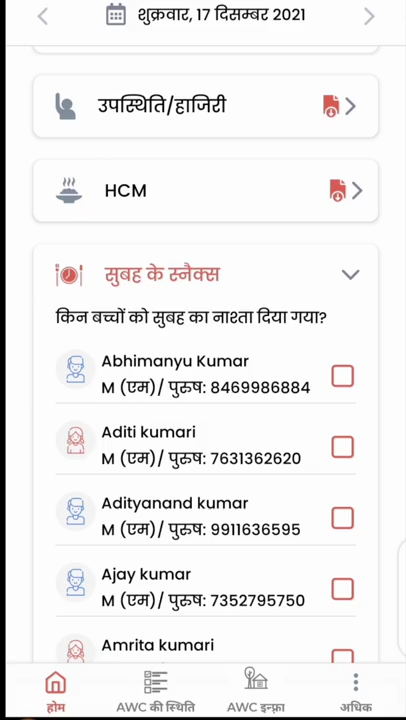 शुक्रवार, 17 दिसम्बर 2021
उपस्थिति/हाजिरी
HCM
सुबह के स्नैक्स
किन बच्चों को सुबह का नाश्ता दिया गया?
Abhimanyu Kumar
M (एम)/ पुरुष: 8469986884
Aditi kumari
M (एम)/ पुरुष: 7631362620
Adityanand kumar
M (एम)/ पुरुष: 9911636595
Ajay kumar
M (एम)/ पुरुष: 7352795750
Amrita kumari
होम AWC की स्थिति AWC इन्फ़्रा अधिक